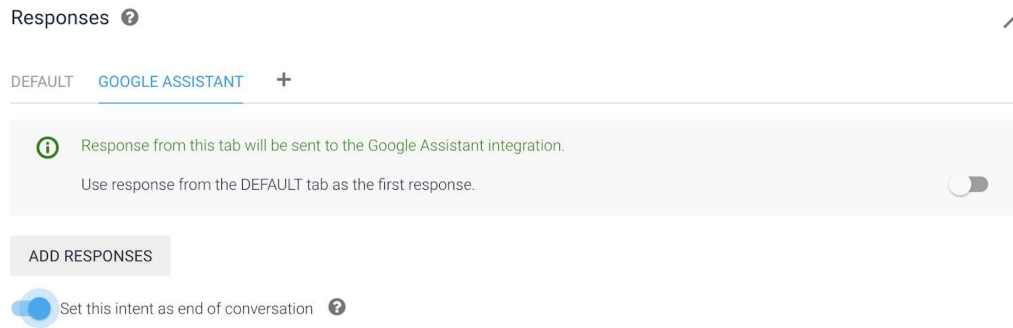 Responses ?
DEFAULT GOOGLE ASSISTANT +
Response from this tab will be sent to the Google Assistant integration.
Use response from the DEFAULT tab as the first response.
ADD RESPONSES
Set this intent as end of conversation ?